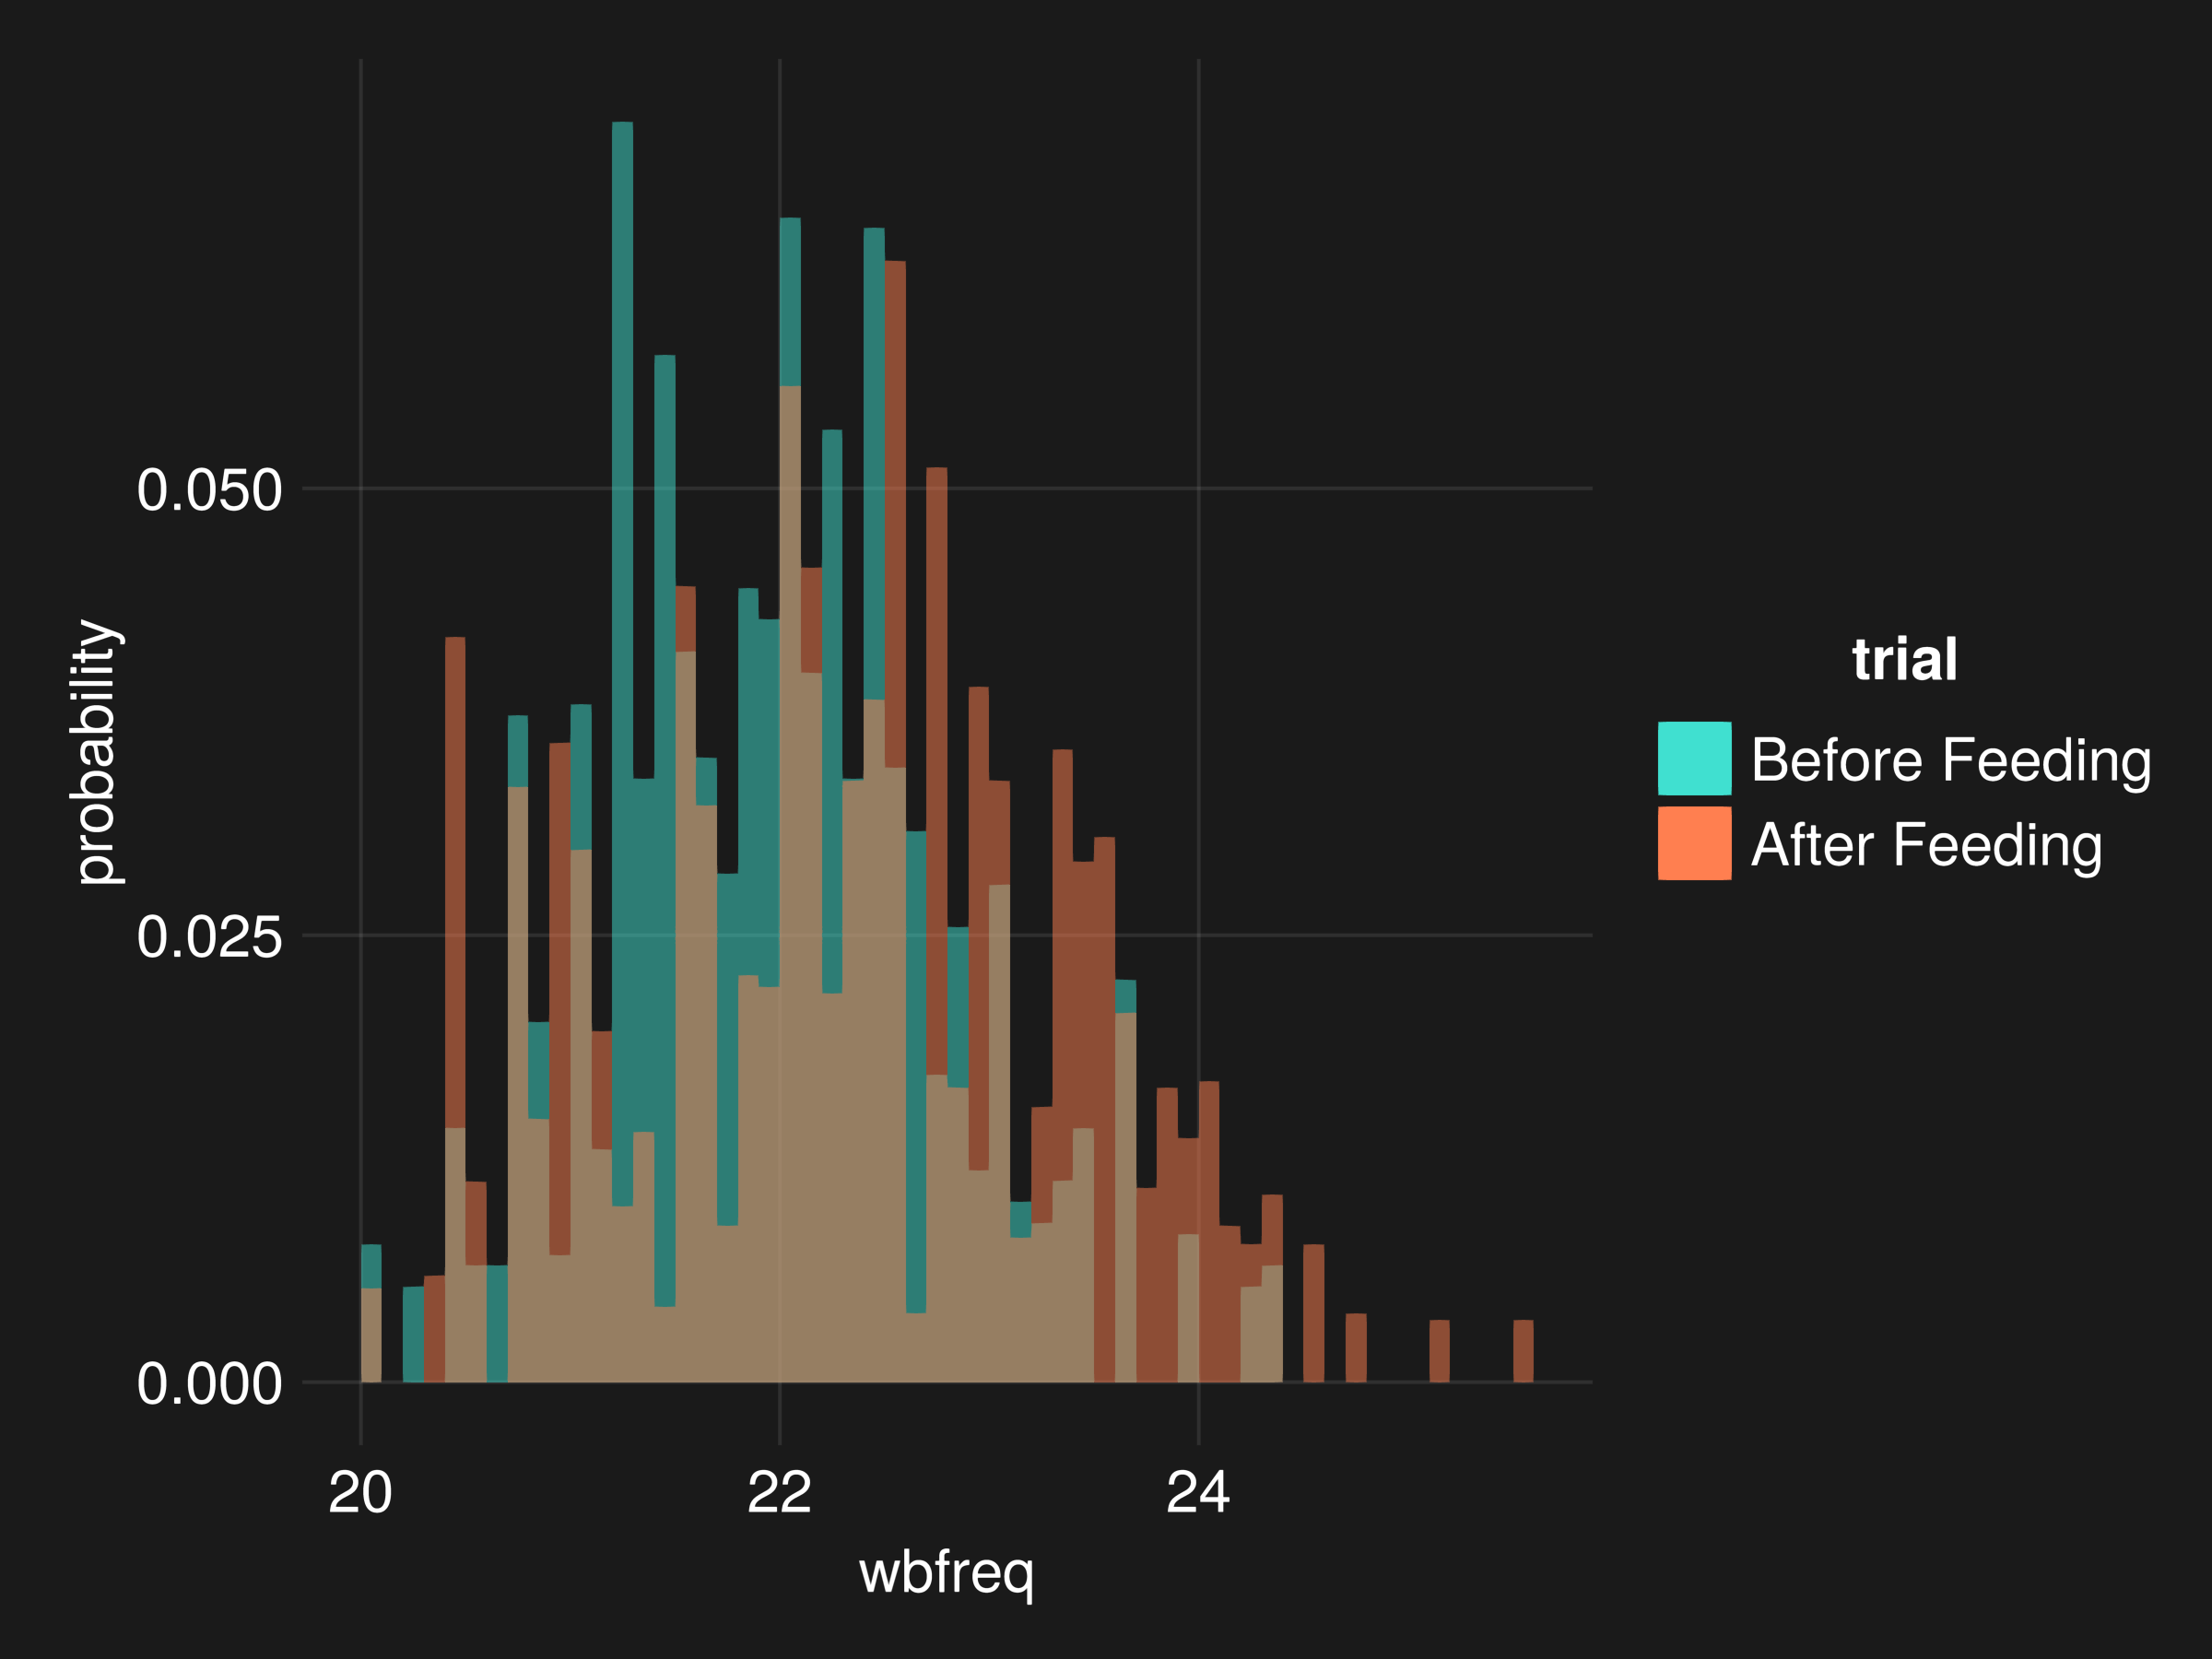 0.050
0.025
0.000
probability
20
22
24
wbfreq
trial
Before Feeding
After Feeding